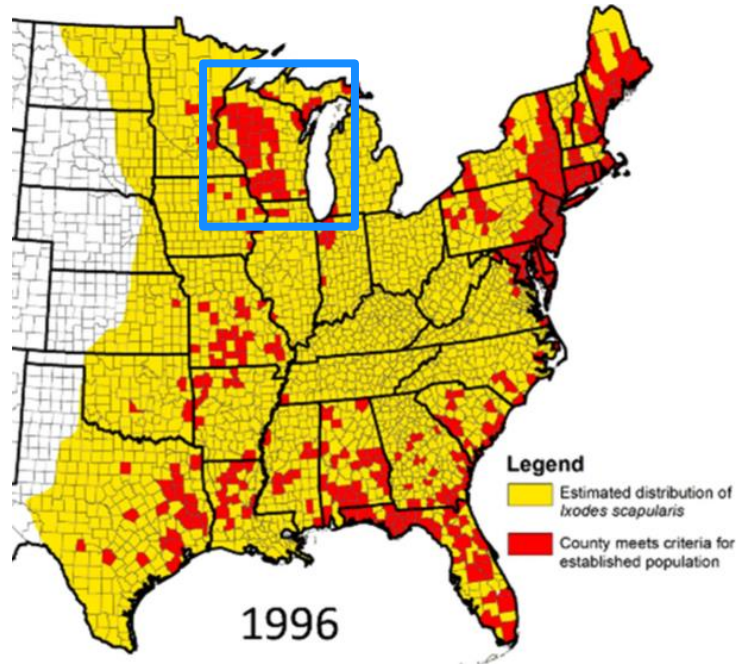 Legend
Estimated distribution of
Ixodes scapularis
County meets criteria for
established population
1996